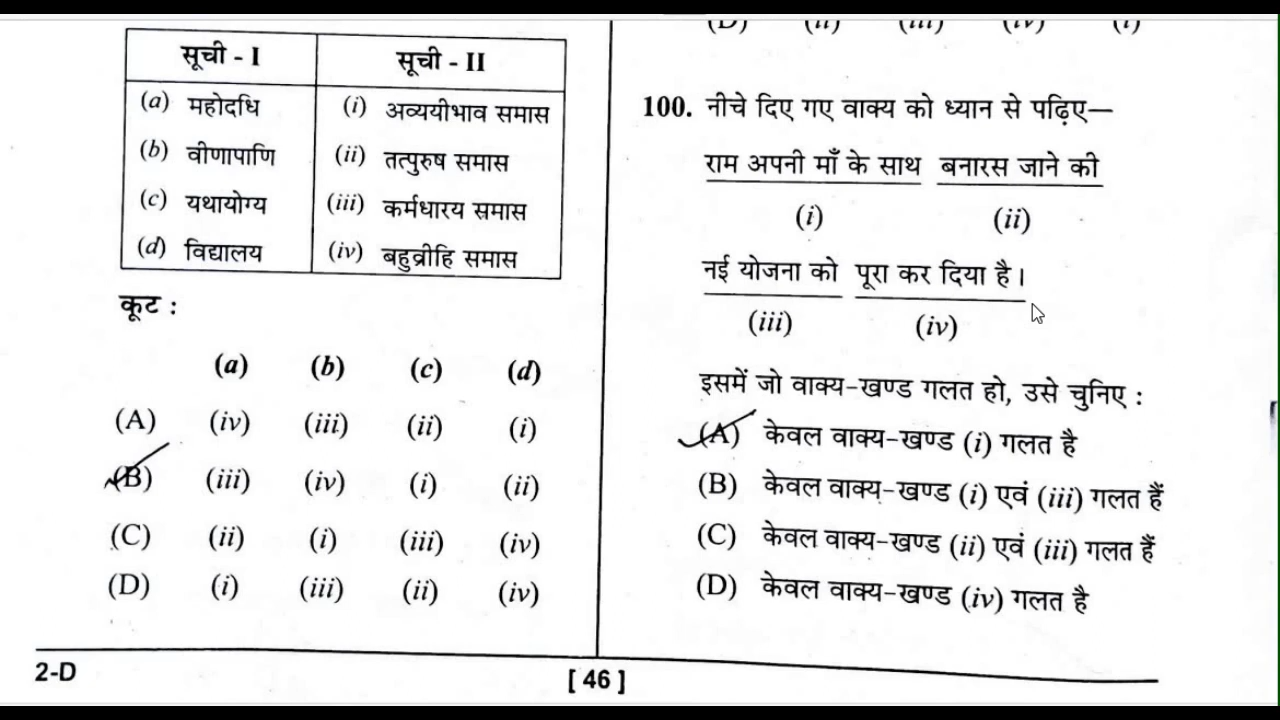 सूची - I सूची - II
(a) महोदधि (i) अव्ययीभाव समास
(b) वीणापाणि (ii) तत्पुरुष समास
(c) यथायोग्य (iii) कर्मधारय समास
(d) विद्यालय (iv) बहुव्रीहि समास
कूट :
(a) (b) (c) (d)
(A) (iv) (iii) (ii) (i)
(B) (iii) (iv) (i) (ii)
(C) (ii) (i) (iii) (iv)
(D) (i) (iii) (ii) (iv)
2-D
[ 46 ]
(D) (ii) (iii) (iv) (i)
100. नीचे दिए गए वाक्य को ध्यान से पढ़िए—
राम अपनी माँ के साथ बनारस जाने की
(i) (ii)
नई योजना को पूरा कर दिया है।
(iii) (iv)
इसमें जो वाक्य-खण्ड गलत हो, उसे चुनिए :
(A) केवल वाक्य-खण्ड (i) गलत है
(B) केवल वाक्य-खण्ड (i) एवं (iii) गलत हैं
(C) केवल वाक्य-खण्ड (ii) एवं (iii) गलत हैं
(D) केवल वाक्य-खण्ड (iv) गलत है